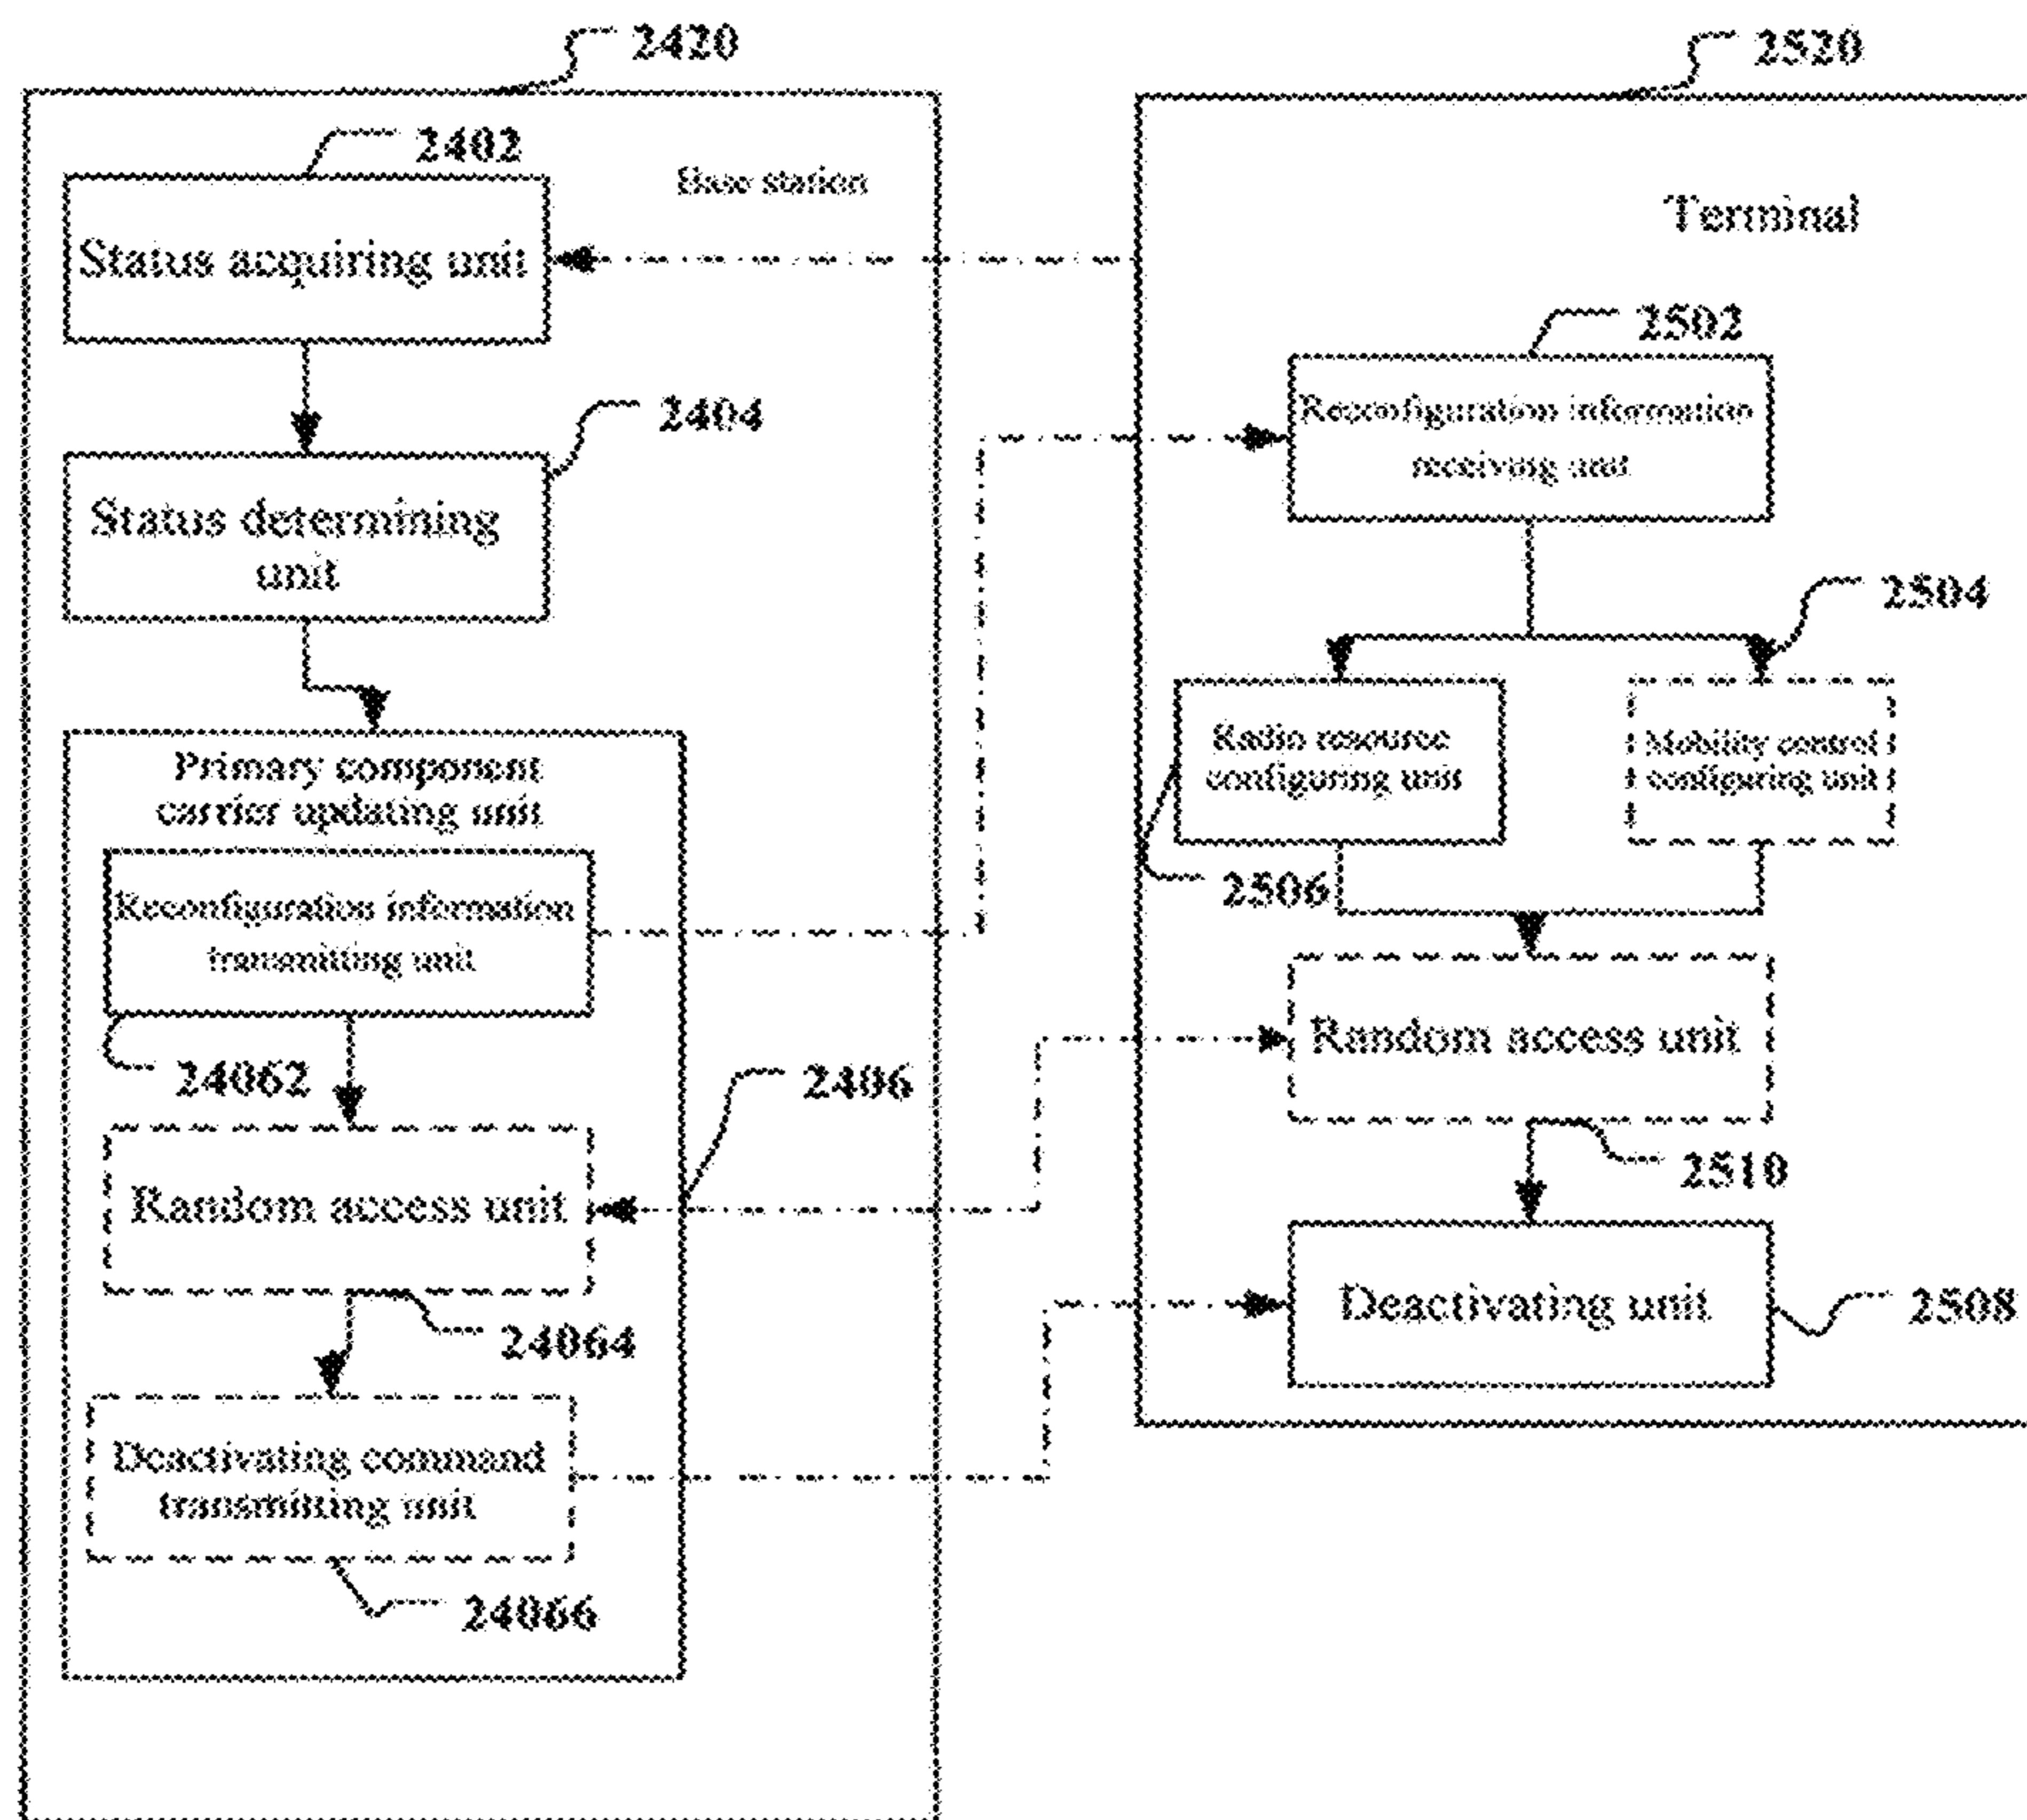 2420
2402
Base station
Status acquiring unit
2404
Status determining
unit
Primary component
carrier updating unit
Reconfiguration information
transmitting unit
24062
2406
Random access unit
24064
Deactivating command
transmitting unit
24066
2520
Terminal
2502
Reconfiguration information
receiving unit
2504
Radio resource
configuring unit
Mobility control
configuring unit
2506
Random access unit
2510
Deactivating unit
2508